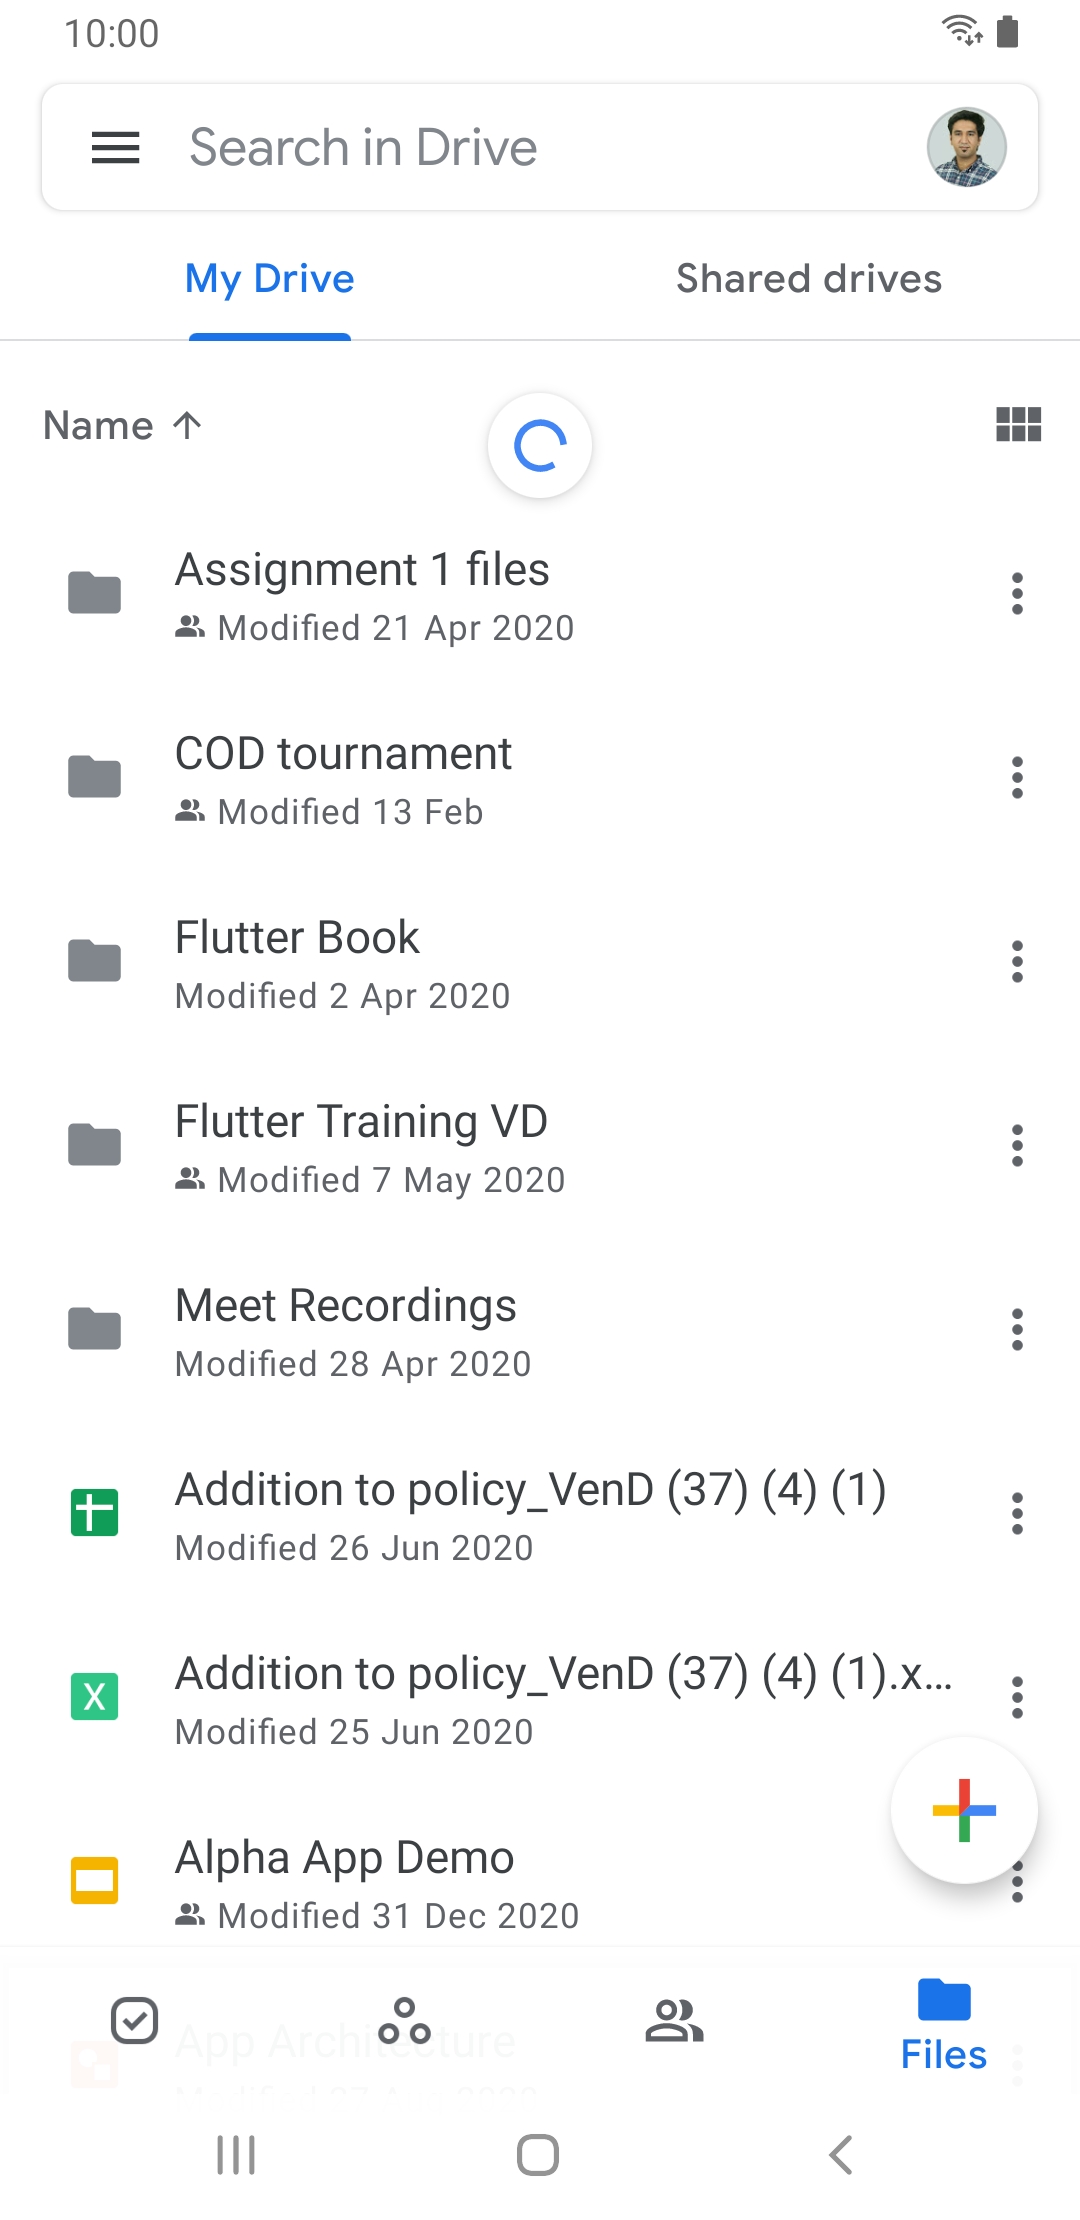 10:00
Search in Drive
My Drive
Shared drives
Name
Assignment 1 files
Modified 21 Apr 2020
COD tournament
Modified 13 Feb
Flutter Book
Modified 2 Apr 2020
Flutter Training VD
Modified 7 May 2020
Meet Recordings
Modified 28 Apr 2020
Addition to policy_VenD (37) (4) (1)
Modified 26 Jun 2020
X
Addition to policy_VenD (37) (4) (1).x...
Modified 25 Jun 2020
Alpha App Demo
Modified 31 Dec 2020
App Architecture
Files